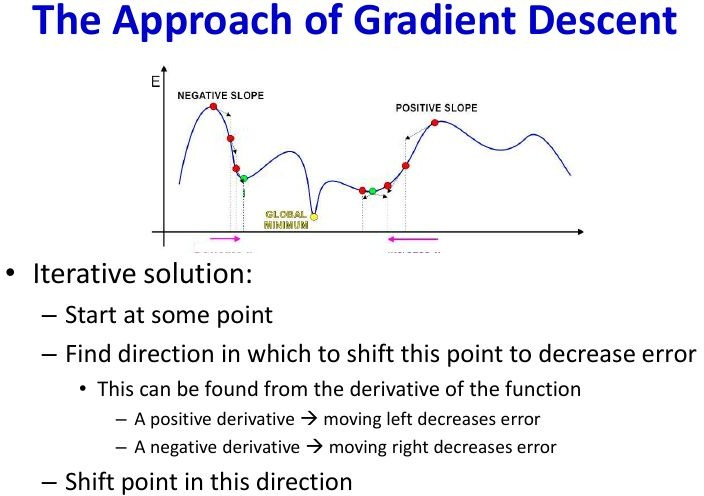 The Approach of Gradient Descent
E
NEGATIVE SLOPE
POSITIVE SLOPE
GLOBAL
MINIMUM
• Iterative solution:
– Start at some point
– Find direction in which to shift this point to decrease error
• This can be found from the derivative of the function
– A positive derivative → moving left decreases error
– A negative derivative → moving right decreases error
– Shift point in this direction